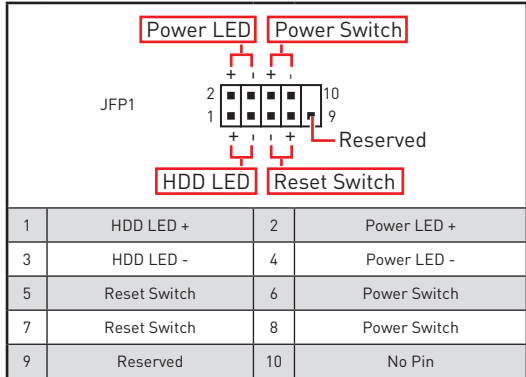 Power LED Power Switch
+ - + -
JFP1
2 10
1 9
+ - - +
Reserved
HDD LED Reset Switch
1 HDD LED + 2 Power LED +
3 HDD LED - 4 Power LED -
5 Reset Switch 6 Power Switch
7 Reset Switch 8 Power Switch
9 Reserved 10 No Pin